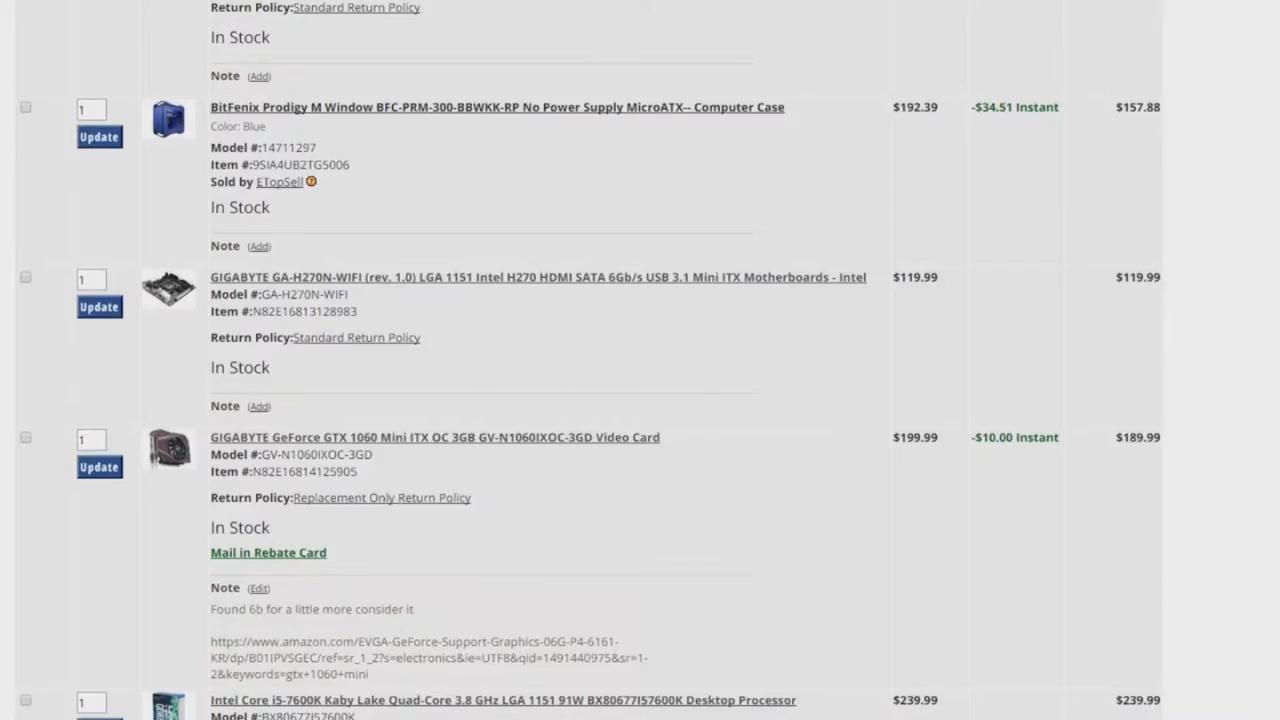 Return Policy:Standard Return Policy
In Stock
Note (Add)
1 BitFenix Prodigy M Window BFC-PRM-300-BBWKK-RP No Power Supply MicroATX-- Computer Case $192.39 -$34.51 Instant $157.88
Color: Blue
Update
Model #:14711297
Item #:9SIA4UB2TG5006
Sold by ETopSell ?
In Stock
Note (Add)
1 GIGABYTE GA-H270N-WIFI (rev. 1.0) LGA 1151 Intel H270 HDMI SATA 6Gb/s USB 3.1 Mini ITX Motherboards - Intel $119.99 $119.99
Model #:GA-H270N-WIFI
Update Item #:N82E16813128983
Return Policy:Standard Return Policy
In Stock
Note (Add)
1 GIGABYTE GeForce GTX 1060 Mini ITX OC 3GB GV-N1060IXOC-3GD Video Card $199.99 -$10.00 Instant $189.99
Model #:GV-N1060IXOC-3GD
Update Item #:N82E16814125905
Return Policy:Replacement Only Return Policy
In Stock
Mail in Rebate Card
Note (Edit)
Found 6b for a little more consider it
https://www.amazon.com/EVGA-GeForce-Support-Graphics-06G-P4-6161-
KR/dp/B01IPVSGEC/ref=sr_1_2?s=electronics&ie=UTF8&qid=1491440975&sr=1-
2&keywords=gtx+1060+mini
1 Intel Core i5-7600K Kaby Lake Quad-Core 3.8 GHz LGA 1151 91W BX80677I57600K Desktop Processor $239.99 $239.99
Model #:BX80677I57600K